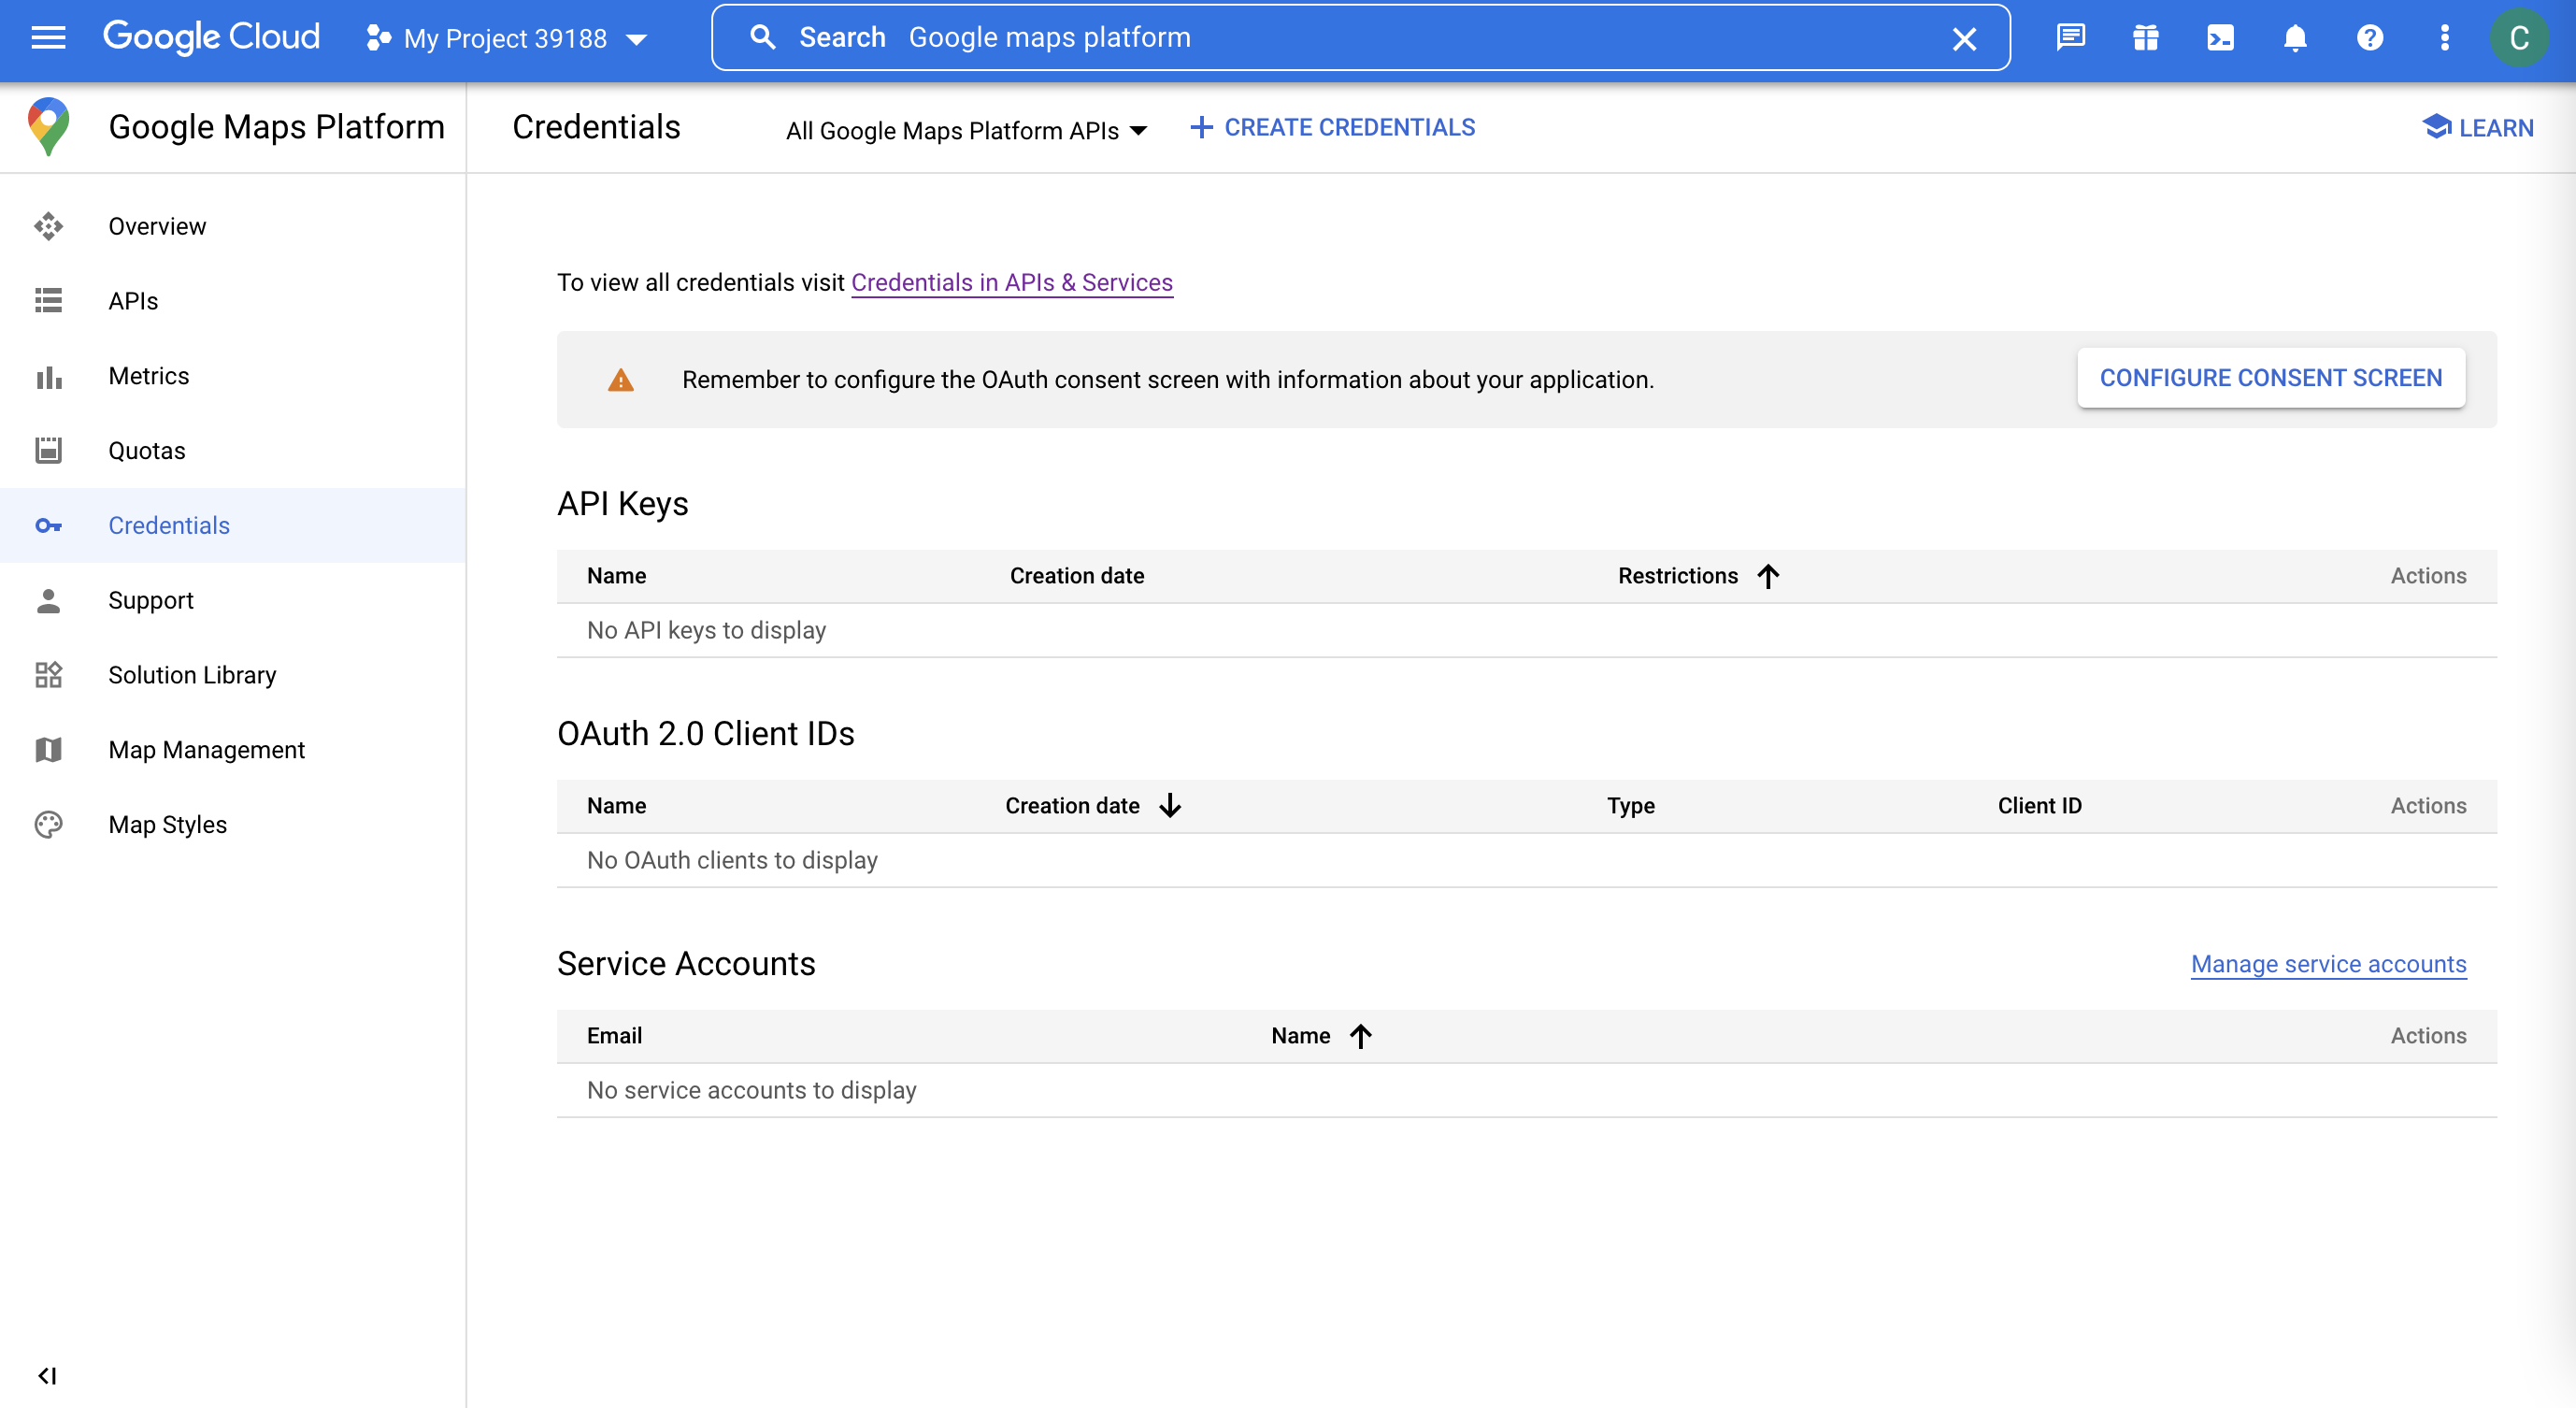 Google Cloud My Project 39188 Search Google maps platform C
Google Maps Platform Credentials All Google Maps Platform APIs CREATE CREDENTIALS LEARN
Overview
APIs
Metrics
Quotas
Credentials
Support
Solution Library
Map Management
Map Styles
To view all credentials visit Credentials in APIs & Services
Remember to configure the OAuth consent screen with information about your application. CONFIGURE CONSENT SCREEN
API Keys
Name Creation date Restrictions Actions
No API keys to display
OAuth 2.0 Client IDs
Name Creation date Type Client ID Actions
No OAuth clients to display
Service Accounts Manage service accounts
Email Name Actions
No service accounts to display